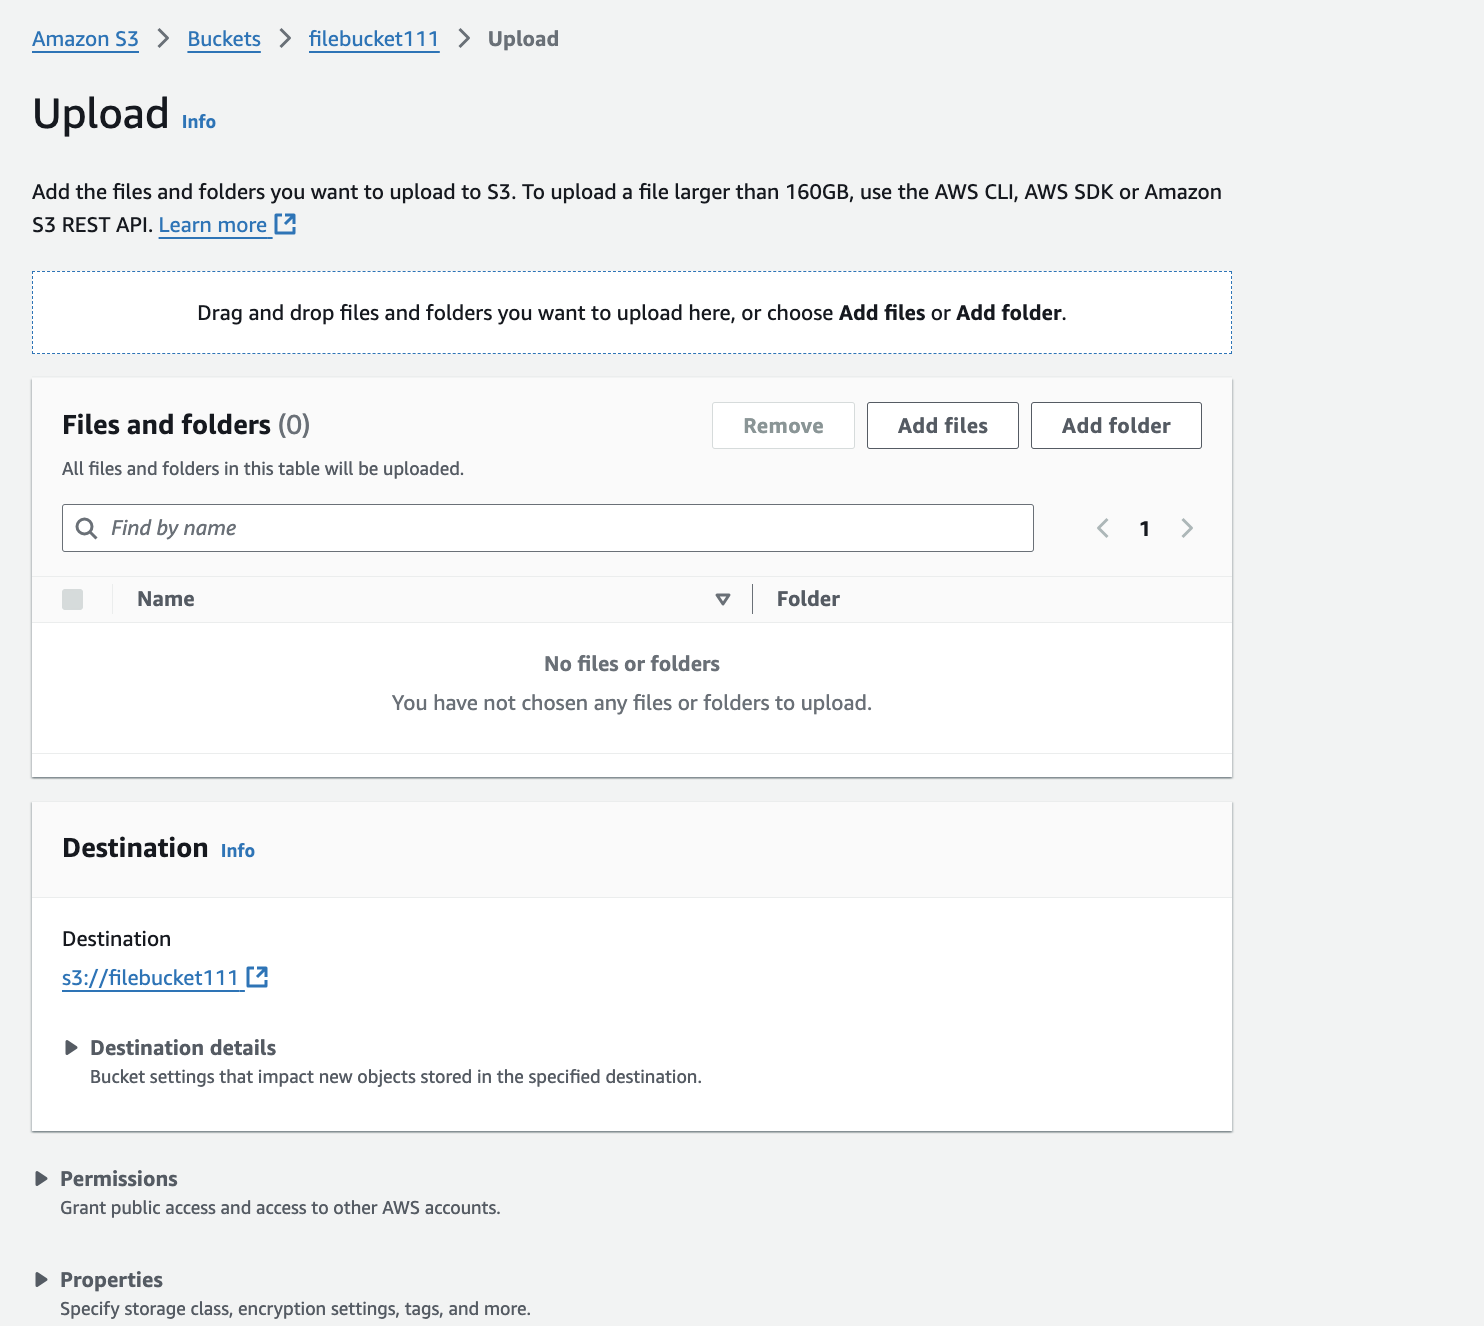 Amazon S3 > Buckets > filebucket111 > Upload
Upload Info
Add the files and folders you want to upload to S3. To upload a file larger than 160GB, use the AWS CLI, AWS SDK or Amazon
S3 REST API. Learn more
Drag and drop files and folders you want to upload here, or choose Add files or Add folder.
Files and folders (0)
Remove
Add files
Add folder
All files and folders in this table will be uploaded.
Find by name
1
Name
Folder
No files or folders
You have not chosen any files or folders to upload.
Destination Info
Destination
s3://filebucket111
Destination details
Bucket settings that impact new objects stored in the specified destination.
Permissions
Grant public access and access to other AWS accounts.
Properties
Specify storage class, encryption settings, tags, and more.